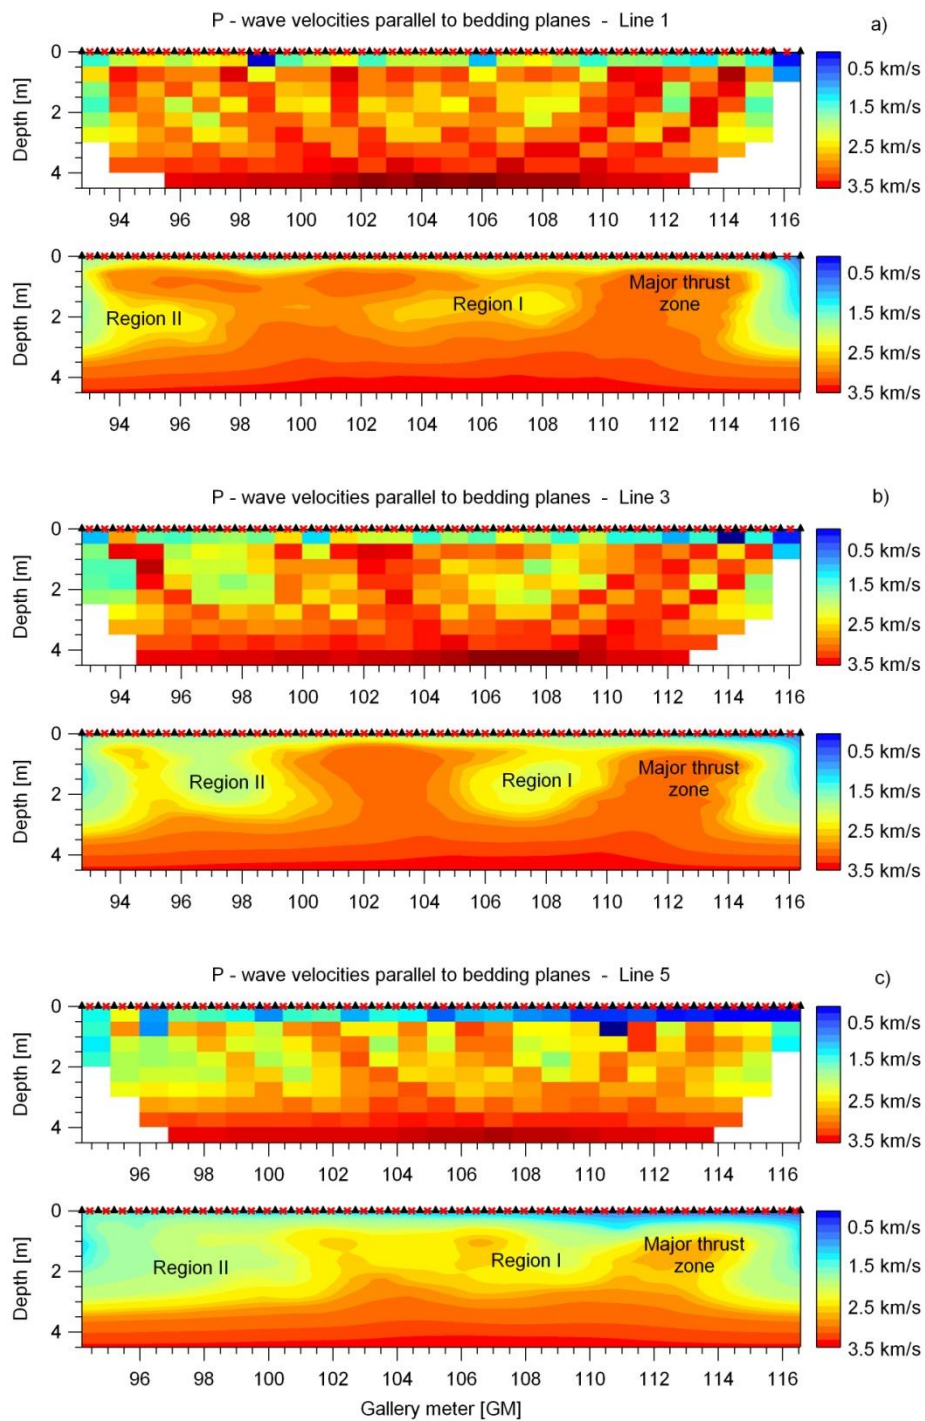 P - wave velocities parallel to bedding planes - Line 1 a)
Depth [m]
0
2
4
94 96 98 100 102 104 106 108 110 112 114 116
0.5 km/s
1.5 km/s
2.5 km/s
3.5 km/s
Depth [m]
0
2
4
Region II
Region I
Major thrust
zone
94 96 98 100 102 104 106 108 110 112 114 116
0.5 km/s
1.5 km/s
2.5 km/s
3.5 km/s
P - wave velocities parallel to bedding planes - Line 3 b)
Depth [m]
0
2
4
94 96 98 100 102 104 106 108 110 112 114 116
0.5 km/s
1.5 km/s
2.5 km/s
3.5 km/s
Depth [m]
0
2
4
Region II
Region I
Major thrust
zone
94 96 98 100 102 104 106 108 110 112 114 116
0.5 km/s
1.5 km/s
2.5 km/s
3.5 km/s
P - wave velocities parallel to bedding planes - Line 5 c)
Depth [m]
0
2
4
96 98 100 102 104 106 108 110 112 114 116
0.5 km/s
1.5 km/s
2.5 km/s
3.5 km/s
Depth [m]
0
2
4
Region II
Region I
Major thrust
zone
96 98 100 102 104 106 108 110 112 114 116
0.5 km/s
1.5 km/s
2.5 km/s
3.5 km/s
Gallery meter [GM]